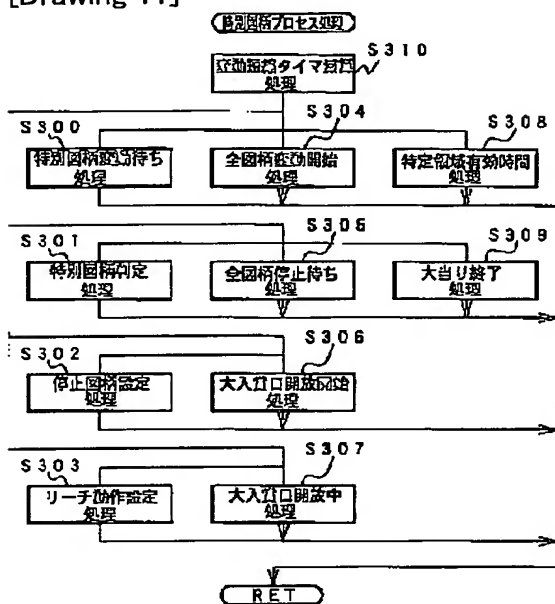 [Drawing 11]
特別図柄プロセス処理
S310
変動短縮タイマ減算
処理
S300
S304
S308
特別図柄変動待ち
処理
全図柄変動開始
処理
特定領域有効時間
処理
S301
S305
S309
特別図柄判定
処理
全図柄停止待ち
処理
大当り終了
処理
S302
S306
停止図柄設定
処理
大入賞口開放開始
処理
S303
S307
リーチ動作設定
処理
大入賞口開放中
処理
RET